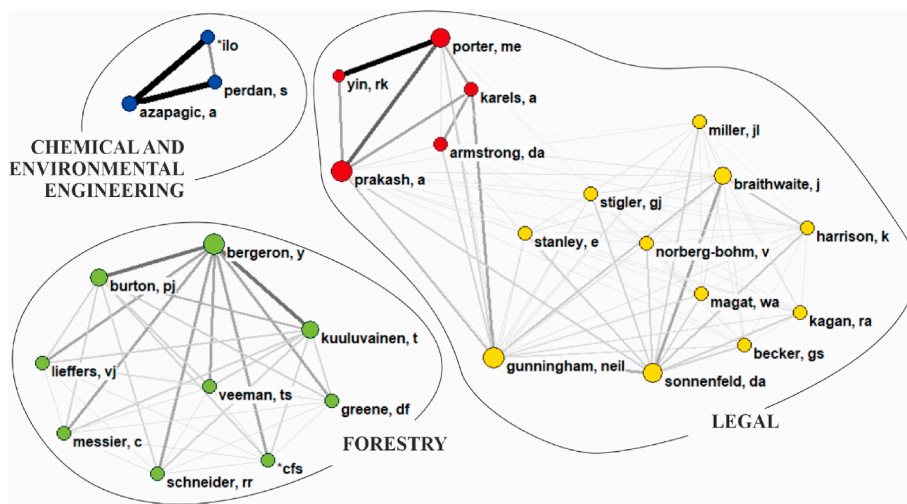 *ilo
perdan, s
azapagic, a
CHEMICAL AND
ENVIRONMENTAL
ENGINEERING
porter, me
yin, rk
karels, a
armstrong, da
prakash, a
miller, jl
braithwaite, j
stigler, gj
harrison, k
stanley, e
norberg-bohm, v
magat, wa
kagan, ra
becker, gs
gunningham, neil
sonnenfeld, da
LEGAL
bergeron, y
burton, pj
kuuluvainen, t
lieffers, vj
veeman, ts
greene, df
messier, c
FORESTRY
*cfs
schneider, rr